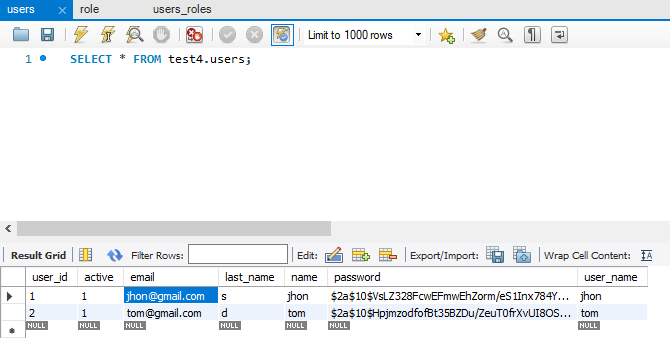 users role users_roles
Limit to 1000 rows
1 SELECT * FROM test4.users;
Result Grid Filter Rows: Edit: Export/Import: Wrap Cell Content:
user_id active email last_name name password user_name
1 1 jhon@gmail.com s jhon $2a$10$VsLZ328FcwEFmwEhZorm/eS1Inx784Y... jhon
2 1 tom@gmail.com d tom $2a$10$HpjmzodfofBt35BZDu/ZeuT0frXvUI8OS... tom
NULL NULL NULL NULL NULL NULL NULL